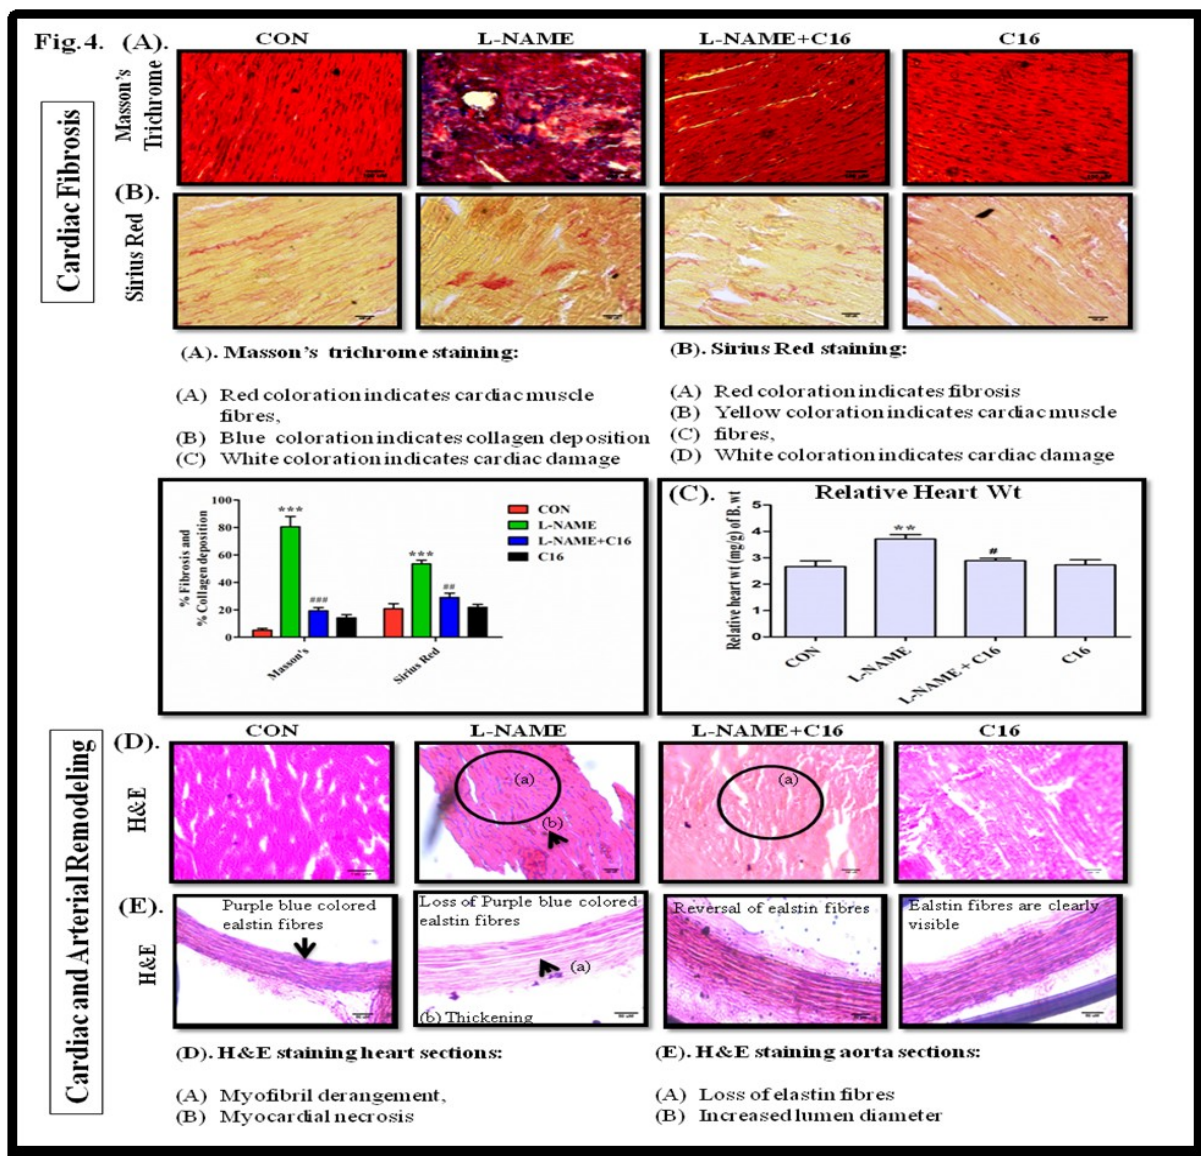 Fig.4. (A).
CON L-NAME L-NAME+C16 C16
Masson's
Trichrome
Cardiac Fibrosis
(B).
Sirius Red
(A). Masson's trichrome staining:
(A) Red coloration indicates cardiac muscle
fibres,
(B) Blue coloration indicates collagen deposition
(C) White coloration indicates cardiac damage
(B). Sirius Red staining:
(A) Red coloration indicates fibrosis
(B) Yellow coloration indicates cardiac muscle
(C) fibres,
(D) White coloration indicates cardiac damage
% Fibrosis and
% Collagen deposition
100
80
60
40
20
0
***
###
***
##
CON
L-NAME
L-NAME+C16
C16
Masson's
Sirius Red
(C). Relative Heart Wt
Relative heart wt (mg/g) of B. wt
5
4
3
2
1
0
**
#
CON
L-NAME
L-NAME + C16
C16
Cardiac and Arterial Remodeling
CON L-NAME L-NAME+C16 C16
(D).
H&E
(a)
(b)
(a)
(E).
H&E
Purple blue colored
ealstin fibres
Loss of Purple blue colored
ealstin fibres
(a)
(b) Thickening
Reversal of ealstin fibres
Ealstin fibres are clearly
visible
(D). H&E staining heart sections:
(A) Myofibril derangement,
(B) Myocardial necrosis
(E). H&E staining aorta sections:
(A) Loss of elastin fibres
(B) Increased lumen diameter